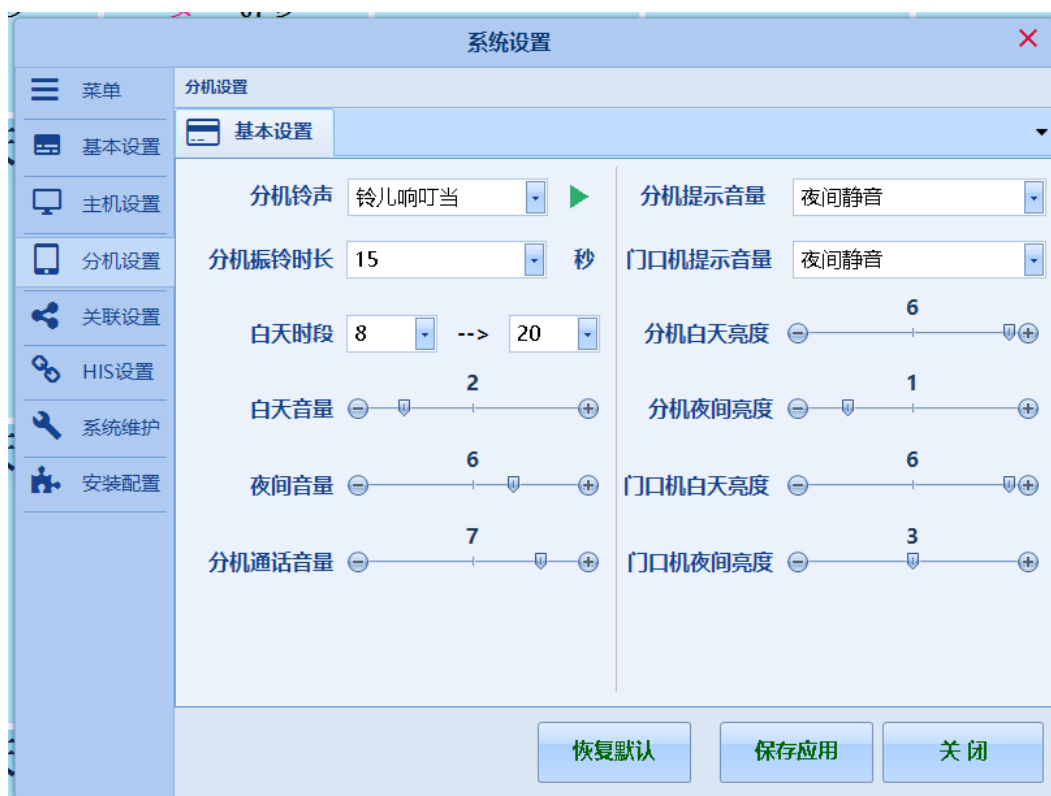 系统设置
菜单
基本设置
主机设置
分机设置
关联设置
HIS设置
系统维护
安装配置
分机设置
基本设置
分机铃声 铃儿响叮当
分机振铃时长 15 秒
白天时段 8 --> 20
白天音量 2
夜间音量 6
分机通话音量 7
分机提示音量 夜间静音
门口机提示音量 夜间静音
分机白天亮度 6
分机夜间亮度 1
门口机白天亮度 6
门口机夜间亮度 3
恢复默认 保存应用 关闭